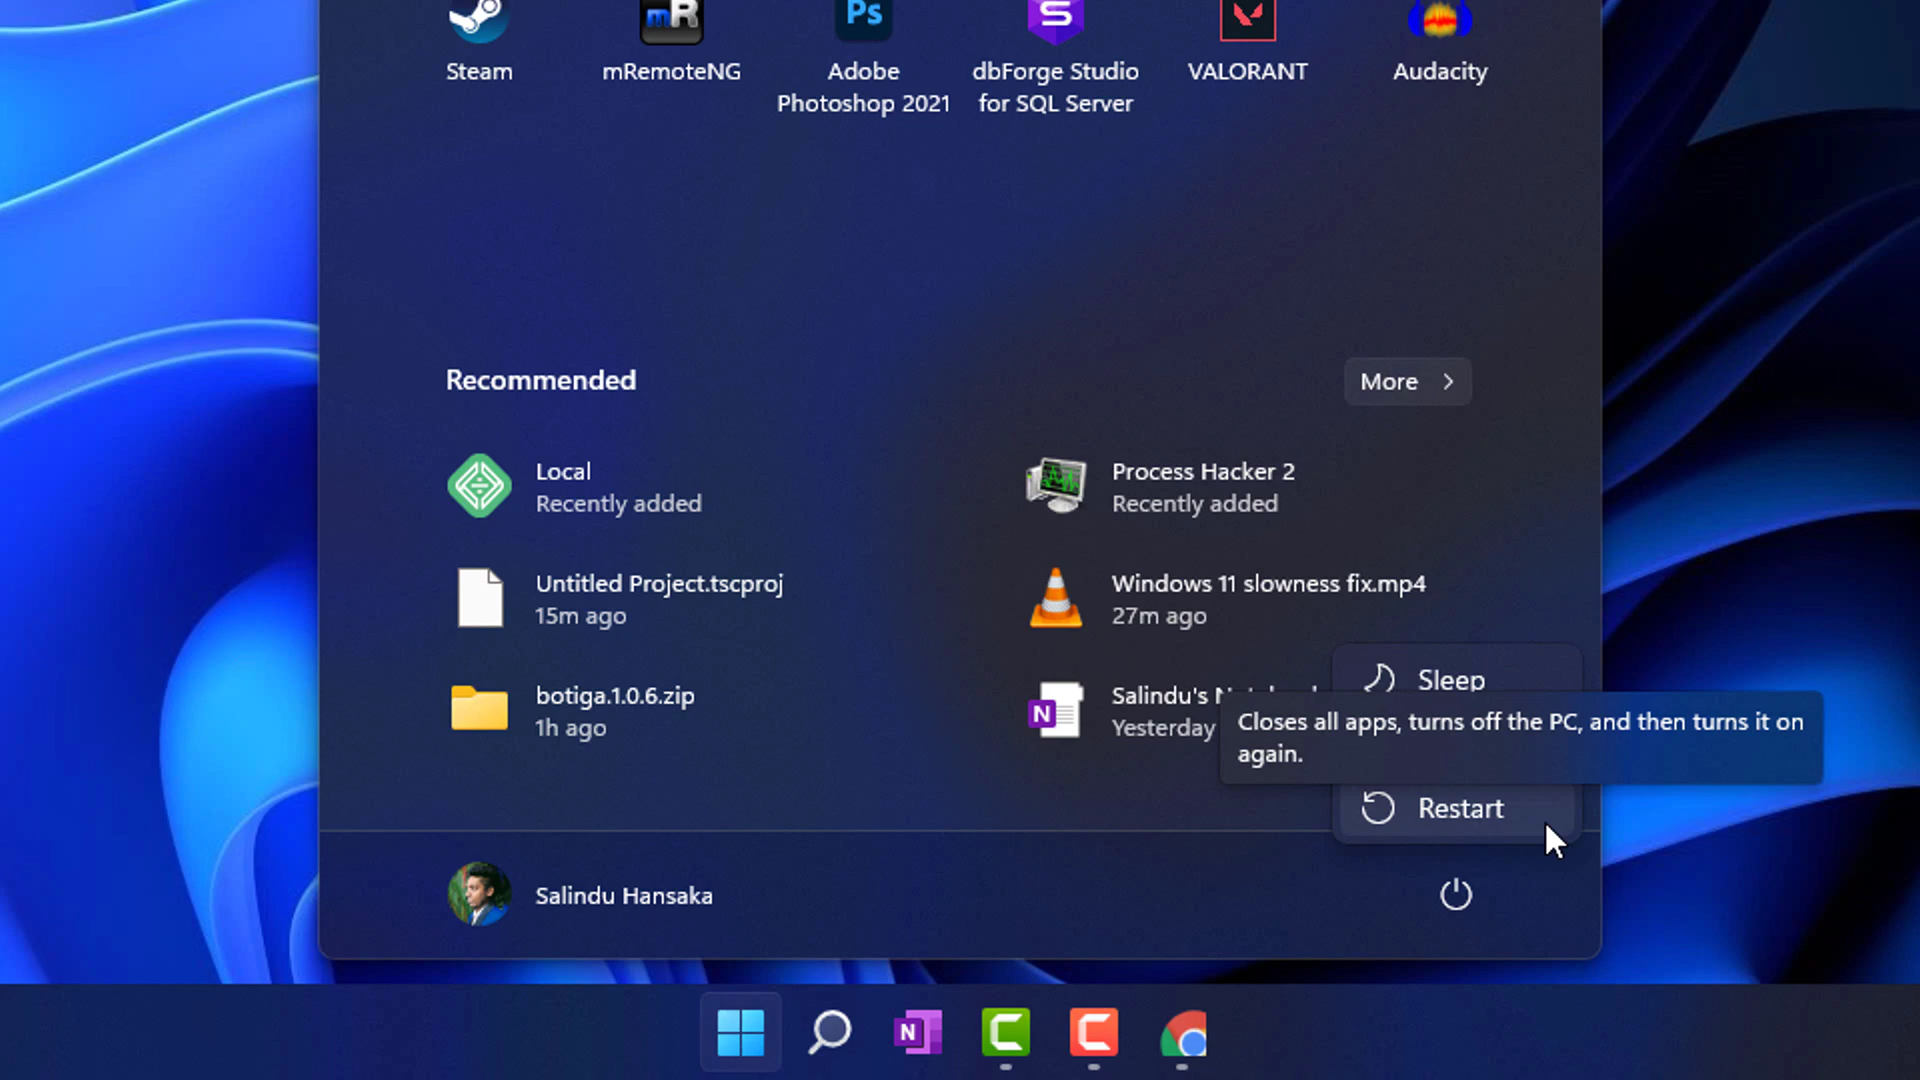 Steam
mRemoteNG
Adobe
Photoshop 2021
dbForge Studio
for SQL Server
VALORANT
Audacity
Recommended
More
Local
Recently added
Process Hacker 2
Recently added
Untitled Project.tscproj
15m ago
Windows 11 slowness fix.mp4
27m ago
botiga.1.0.6.zip
1h ago
Salindu's
Yesterday
Sleep
Closes all apps, turns off the PC, and then turns it on
again.
Restart
Salindu Hansaka